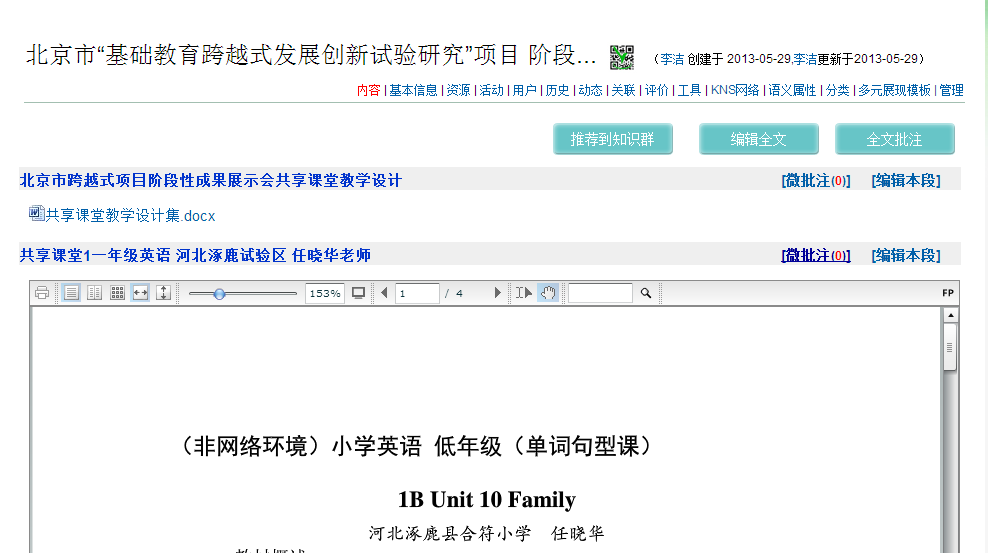 北京市“基础教育跨越式发展创新试验研究”项目 阶段... （李洁 创建于 2013-05-29,李洁更新于2013-05-29）
内容 | 基本信息 | 资源 | 活动 | 用户 | 历史 | 动态 | 关联 | 评价 | 工具 | KNS网络 | 语义属性 | 分类 | 多元展现模板 | 管理
推荐到知识群 编辑全文 全文批注
北京市跨越式项目阶段性成果展示会共享课堂教学设计 [微批注(0)] [编辑本段]
共享课堂教学设计集.docx
共享课堂1一年级英语 河北涿鹿试验区 任晓华老师 [微批注(0)] [编辑本段]
153% 1 / 4 FP
（非网络环境）小学英语 低年级（单词句型课）
1B Unit 10 Family
河北涿鹿县合符小学 任晓华